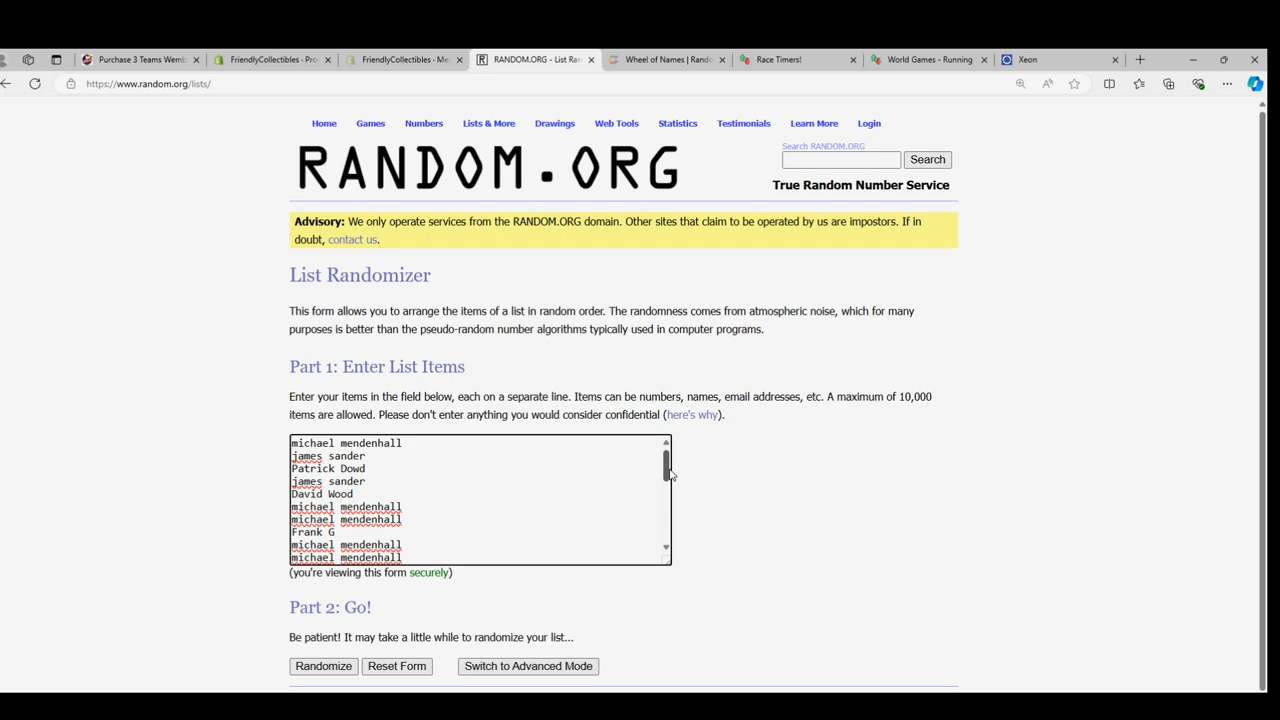 Purchase 3 Teams Wemb
FriendlyCollectibles · Pro
FriendlyCollectibles · Me
RANDOM.ORG - List Ran
Wheel of Names | Rando
Race Timers!
World Games - Running
Xeon
https://www.random.org/lists/
Home Games Numbers Lists & More Drawings Web Tools Statistics Testimonials Learn More Login
RANDOM.ORG
Search RANDOM.ORG
Search
True Random Number Service
Advisory: We only operate services from the RANDOM.ORG domain. Other sites that claim to be operated by us are impostors. If in
doubt, contact us.
List Randomizer
This form allows you to arrange the items of a list in random order. The randomness comes from atmospheric noise, which for many
purposes is better than the pseudo-random number algorithms typically used in computer programs.
Part 1: Enter List Items
Enter your items in the field below, each on a separate line. Items can be numbers, names, email addresses, etc. A maximum of 10,000
items are allowed. Please don't enter anything you would consider confidential (here's why).
michael mendenhall
james sander
Patrick Dowd
james sander
David Wood
michael mendenhall
michael mendenhall
Frank G
michael mendenhall
michael mendenhall
(you're viewing this form securely)
Part 2: Go!
Be patient! It may take a little while to randomize your list...
Randomize Reset Form Switch to Advanced Mode